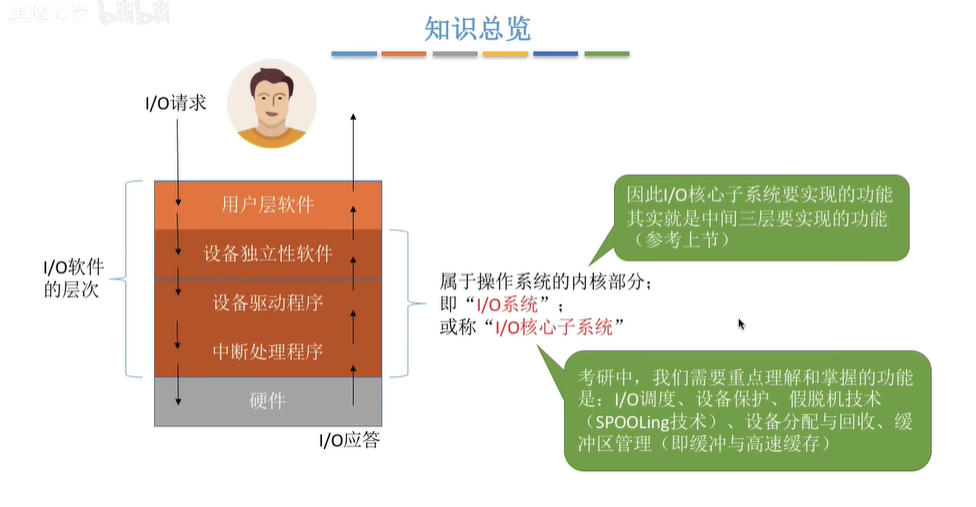 王道论坛 bilibili
知识总览
I/O请求
用户层软件
设备独立性软件
设备驱动程序
中断处理程序
硬件
I/O应答
I/O软件
的层次
属于操作系统的内核部分；
即“I/O系统”；
或称“I/O核心子系统”
因此I/O核心子系统要实现的功能
其实就是中间三层要实现的功能
（参考上节）
考研中，我们需要重点理解和掌握的功能
是：I/O调度、设备保护、假脱机技术
（SPOOLing技术）、设备分配与回收、缓
冲区管理（即缓冲与高速缓存）